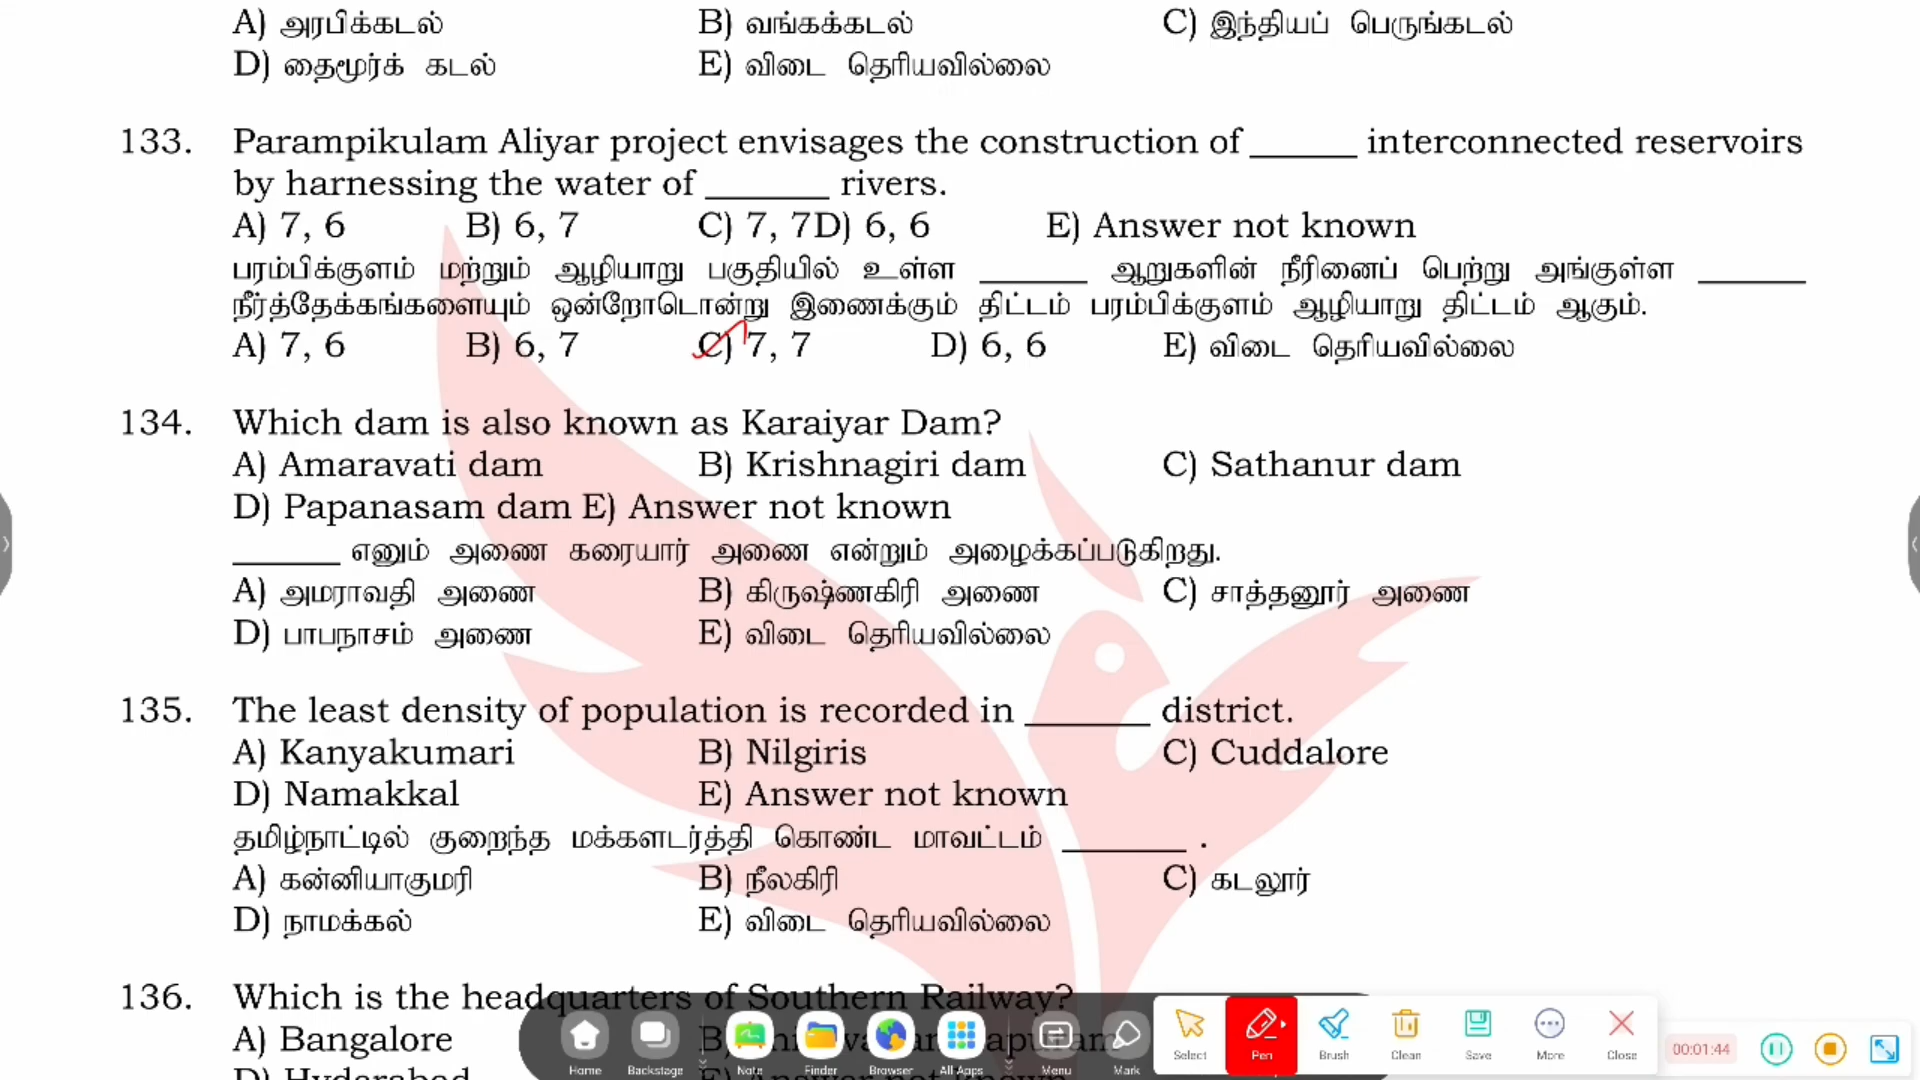 A) அரபிக்கடல் B) வங்கக்கடல் C) இந்தியப் பெருங்கடல்
D) தைமூர்க் கடல் E) விடை தெரியவில்லை
133. Parampikulam Aliyar project envisages the construction of ______ interconnected reservoirs
by harnessing the water of _______ rivers.
A) 7, 6 B) 6, 7 C) 7, 7D) 6, 6 E) Answer not known
பரம்பிக்குளம் மற்றும் ஆழியாறு பகுதியில் உள்ள ______ ஆறுகளின் நீரினைப் பெற்று அங்குள்ள ______
நீர்த்தேக்கங்களையும் ஒன்றோடொன்று இணைக்கும் திட்டம் பரம்பிக்குளம் ஆழியாறு திட்டம் ஆகும்.
A) 7, 6 B) 6, 7 C) 7, 7 D) 6, 6 E) விடை தெரியவில்லை
134. Which dam is also known as Karaiyar Dam?
A) Amaravati dam B) Krishnagiri dam C) Sathanur dam
D) Papanasam dam E) Answer not known
______ எனும் அணை கரையார் அணை என்றும் அழைக்கப்படுகிறது.
A) அமராவதி அணை B) கிருஷ்ணகிரி அணை C) சாத்தனூர் அணை
D) பாபநாசம் அணை E) விடை தெரியவில்லை
135. The least density of population is recorded in _______ district.
A) Kanyakumari B) Nilgiris C) Cuddalore
D) Namakkal E) Answer not known
தமிழ்நாட்டில் குறைந்த மக்களடர்த்தி கொண்ட மாவட்டம் _______ .
A) கன்னியாகுமரி B) நீலகிரி C) கடலூர்
D) நாமக்கல் E) விடை தெரியவில்லை
136. Which is the headquarters of Southern Railway?
A) Bangalore B)
D) Hyderabad E) Answer not known
Home Backstage Note Finder Browser All Apps Menu Mark Select Pen Brush Clean Save More Close 00:01:44